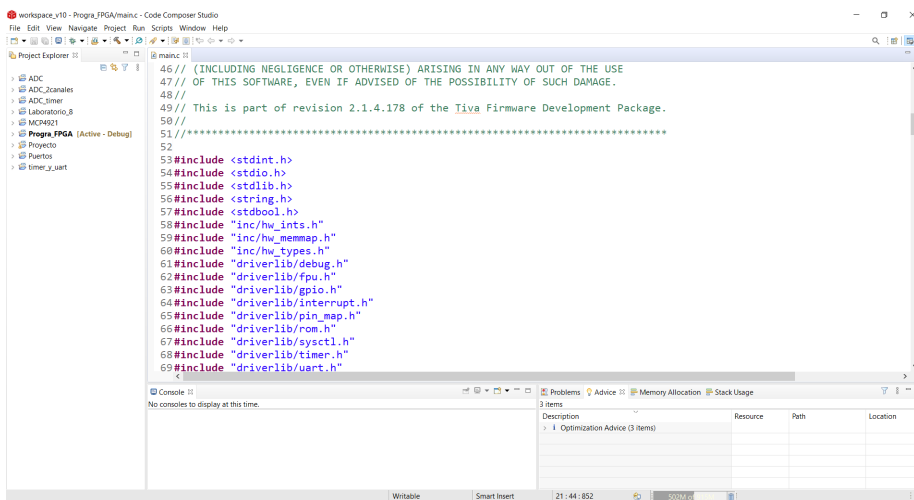 workspace_v10 - Progra_FPGA/main.c - Code Composer Studio
File Edit View Navigate Project Run Scripts Window Help
Project Explorer
main.c
ADC
ADC_2canales
ADC_timer
Laboratorio_8
MCP4921
Progra_FPGA [Active - Debug]
Proyecto
Puertos
timer_y_uart
46 // (INCLUDING NEGLIGENCE OR OTHERWISE) ARISING IN ANY WAY OUT OF THE USE
47 // OF THIS SOFTWARE, EVEN IF ADVISED OF THE POSSIBILITY OF SUCH DAMAGE.
48 //
49 // This is part of revision 2.1.4.178 of the Tiva Firmware Development Package.
50 //
51 //*****************************************************************************
52
53 #include <stdint.h>
54 #include <stdio.h>
55 #include <stdlib.h>
56 #include <string.h>
57 #include <stdbool.h>
58 #include "inc/hw_ints.h"
59 #include "inc/hw_memmap.h"
60 #include "inc/hw_types.h"
61 #include "driverlib/debug.h"
62 #include "driverlib/fpu.h"
63 #include "driverlib/gpio.h"
64 #include "driverlib/interrupt.h"
65 #include "driverlib/pin_map.h"
66 #include "driverlib/rom.h"
67 #include "driverlib/sysctl.h"
68 #include "driverlib/timer.h"
69 #include "driverlib/uart.h"
Console
No consoles to display at this time.
Problems Advice Memory Allocation Stack Usage
3 items
Description Resource Path Location
Optimization Advice (3 items)
Writable Smart Insert 21 : 44 : 852 502M